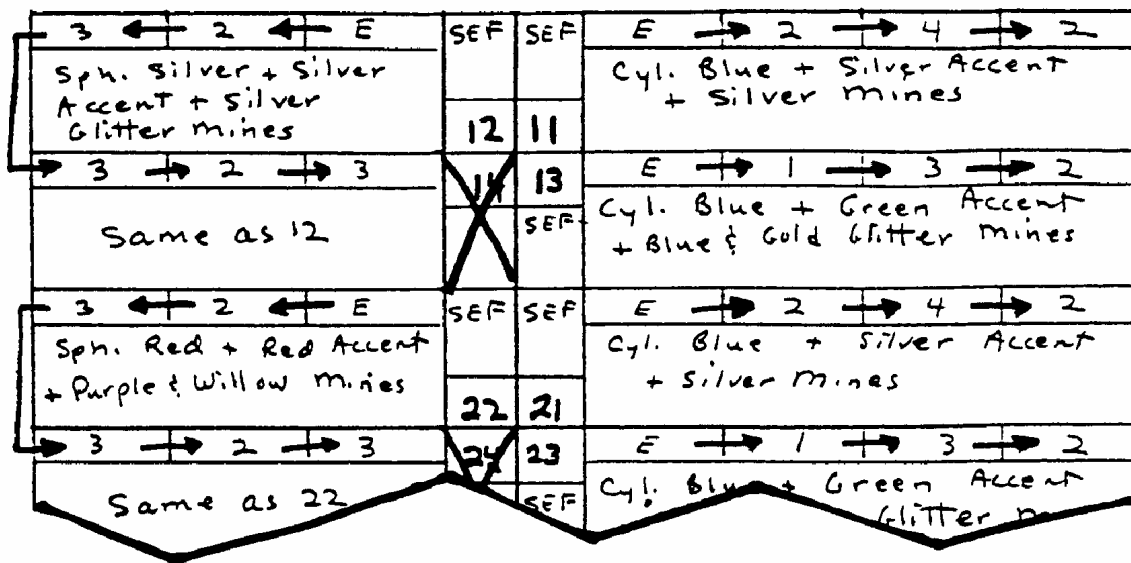 3 ← 2 ← E SEF SEF E → 2 → 4 → 2
Sph. Silver + Silver
Accent + Silver
Glitter Mines
12 11
Cyl. Blue + Silver Accent
+ Silver Mines
3 → 2 → 3 14 13 E → 1 → 3 → 2
Same as 12
SEF
Cyl. Blue + Green Accent
+ Blue & Gold Glitter Mines
3 ← 2 ← E SEF SEF E → 2 → 4 → 2
Sph. Red + Red Accent
+ Purple & Willow Mines
22 21
Cyl. Blue + Silver Accent
+ Silver Mines
3 → 2 → 3 24 23 E → 1 → 3 → 2
Same as 22
SEF
Cyl. Blue + Green Accent
Glitter